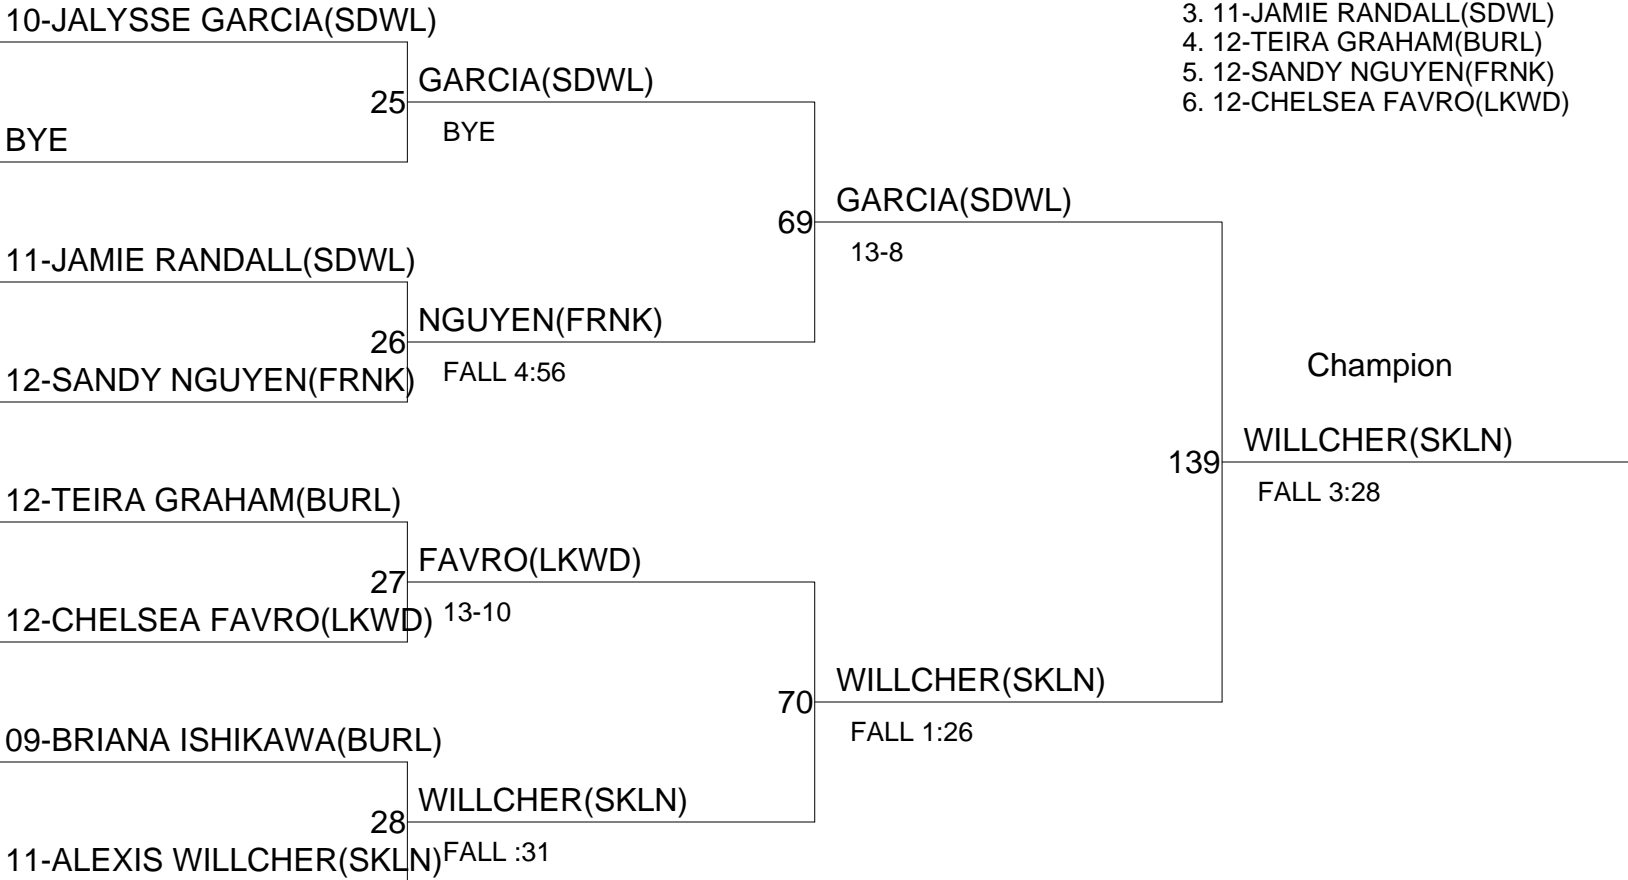 10-JALYSSE GARCIA(SDWL)
BYE
11-JAMIE RANDALL(SDWL)
12-SANDY NGUYEN(FRNK)
12-TEIRA GRAHAM(BURL)
12-CHELSEA FAVRO(LKWD)
09-BRIANA ISHIKAWA(BURL)
11-ALEXIS WILLCHER(SKLN)
25
GARCIA(SDWL)
BYE
26
NGUYEN(FRNK)
FALL 4:56
27
FAVRO(LKWD)
13-10
28
WILLCHER(SKLN)
FALL :31
69
GARCIA(SDWL)
13-8
70
WILLCHER(SKLN)
FALL 1:26
3. 11-JAMIE RANDALL(SDWL)
4. 12-TEIRA GRAHAM(BURL)
5. 12-SANDY NGUYEN(FRNK)
6. 12-CHELSEA FAVRO(LKWD)
Champion
139
WILLCHER(SKLN)
FALL 3:28